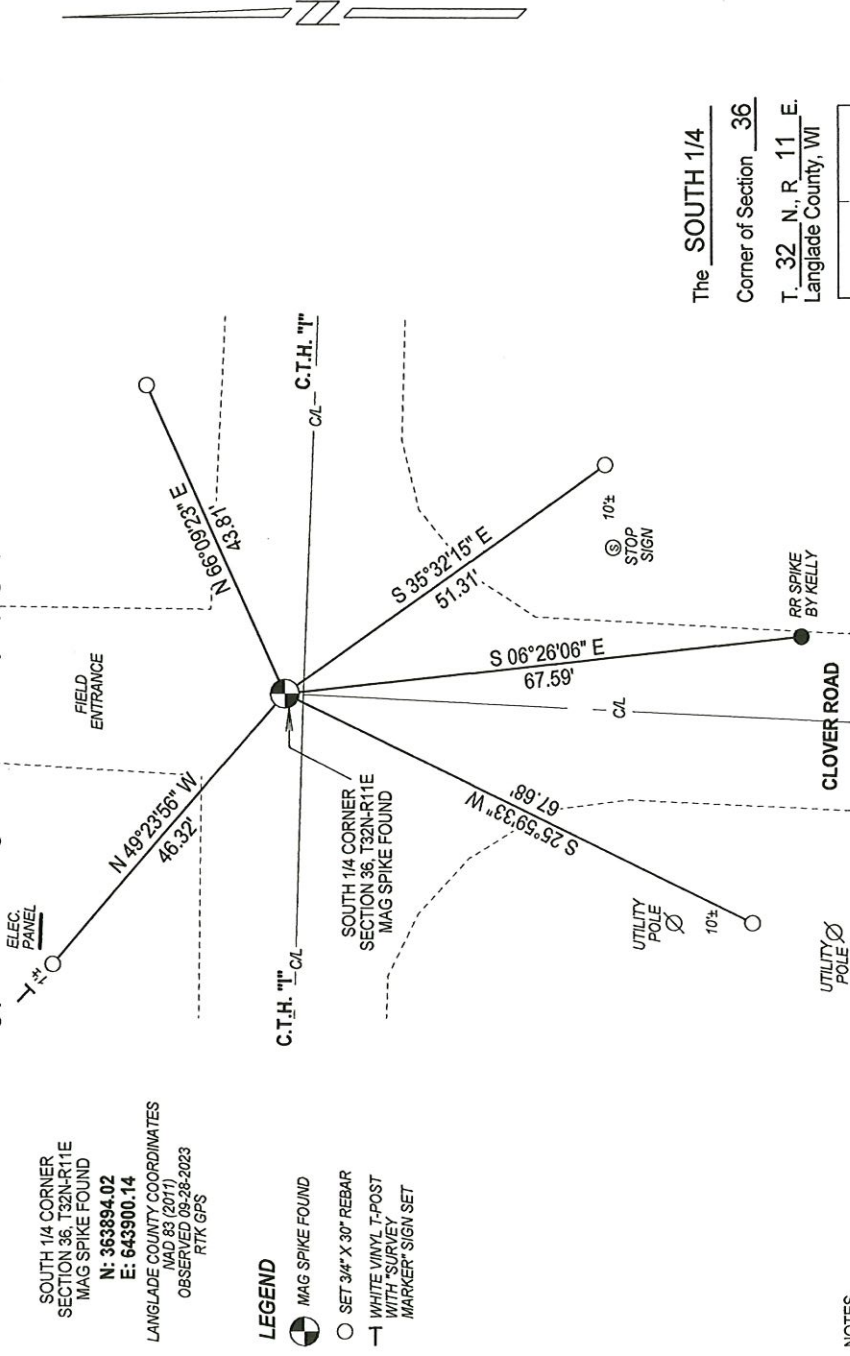 SOUTH 1/4 CORNER
SECTION 36, T32N-R11E
MAG SPIKE FOUND
N: 363894.02
E: 643900.14
LANGLADE COUNTY COORDINATES
NAD 83 (2011)
OBSERVED 09-28-2023
RTK GPS
LEGEND
MAG SPIKE FOUND
SET 3/4" X 30" REBAR
WHITE VINYL T-POST
WITH "SURVEY
MARKER" SIGN SET
NOTES
ELEC.
PANEL
FIELD
ENTRANCE
N 49°23'56" W
46.32'
N 66°09'23" E
43.81'
C.T.H. "I"
C/L
C/L
C.T.H. "I"
SOUTH 1/4 CORNER
SECTION 36, T32N-R11E
MAG SPIKE FOUND
S 35°32'15" E
51.31'
S 06°26'06" E
67.59'
S 25°59'33" W
67.68'
C/L
S
STOP
SIGN
10'±
RR SPIKE
BY KELLY
CLOVER ROAD
UTILITY
POLE
10'±
UTILITY
POLE
N
The SOUTH 1/4
Corner of Section 36
T. 32 N., R 11 E.
Langlade County, WI